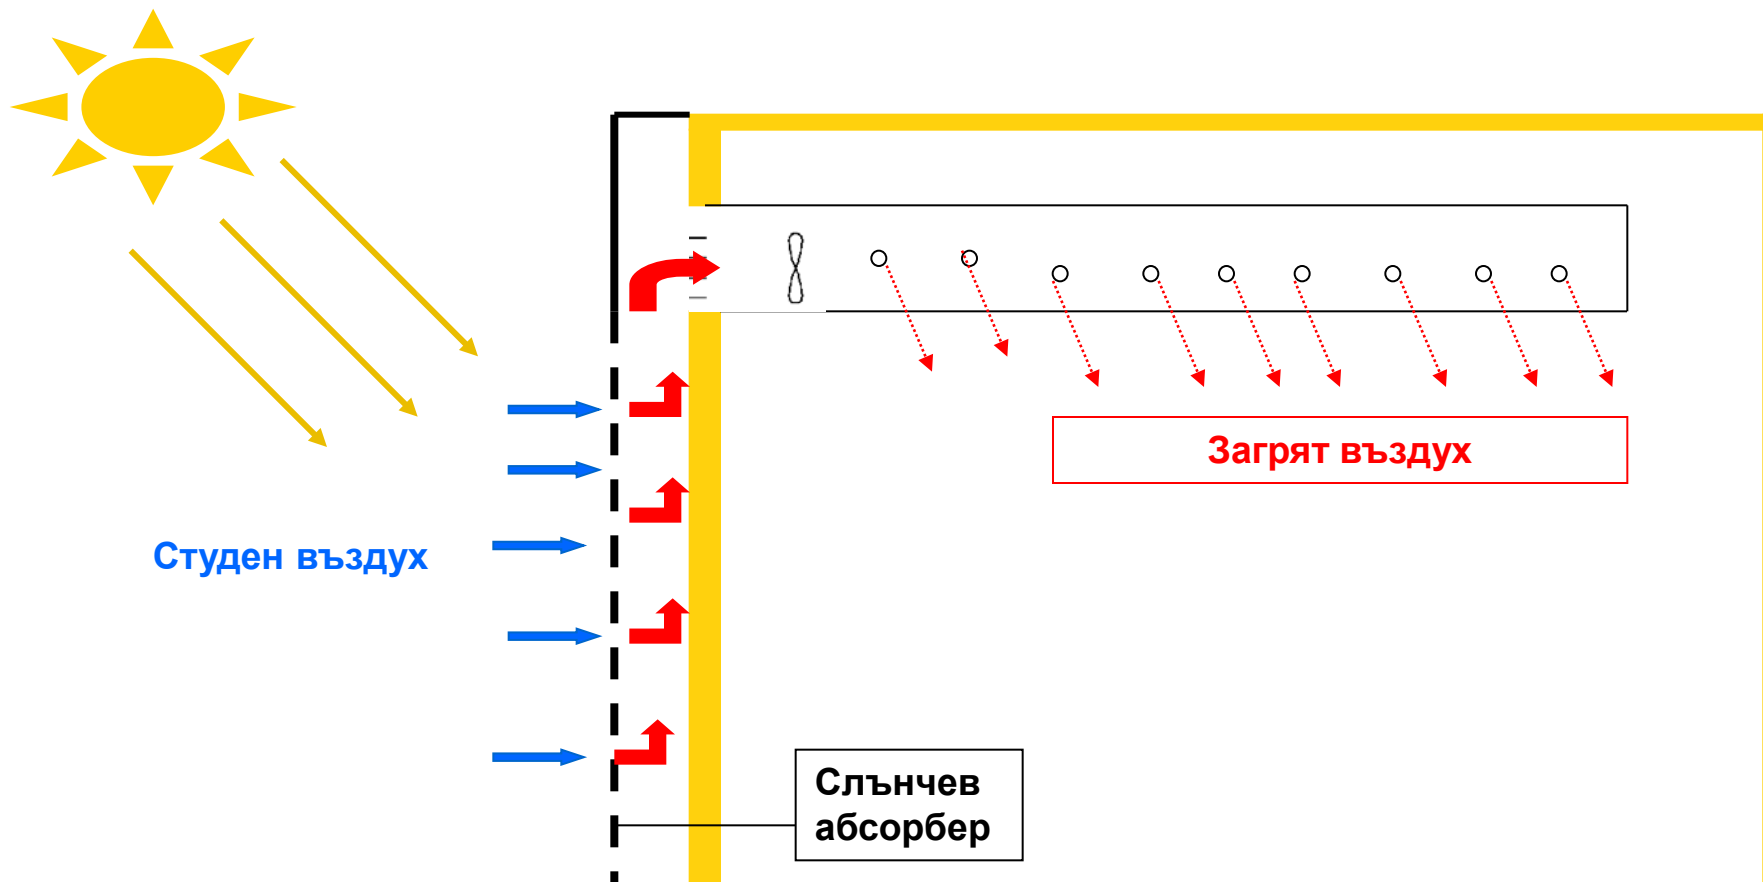 Загрят въздух
Студен въздух
Слънчев
абсорбер